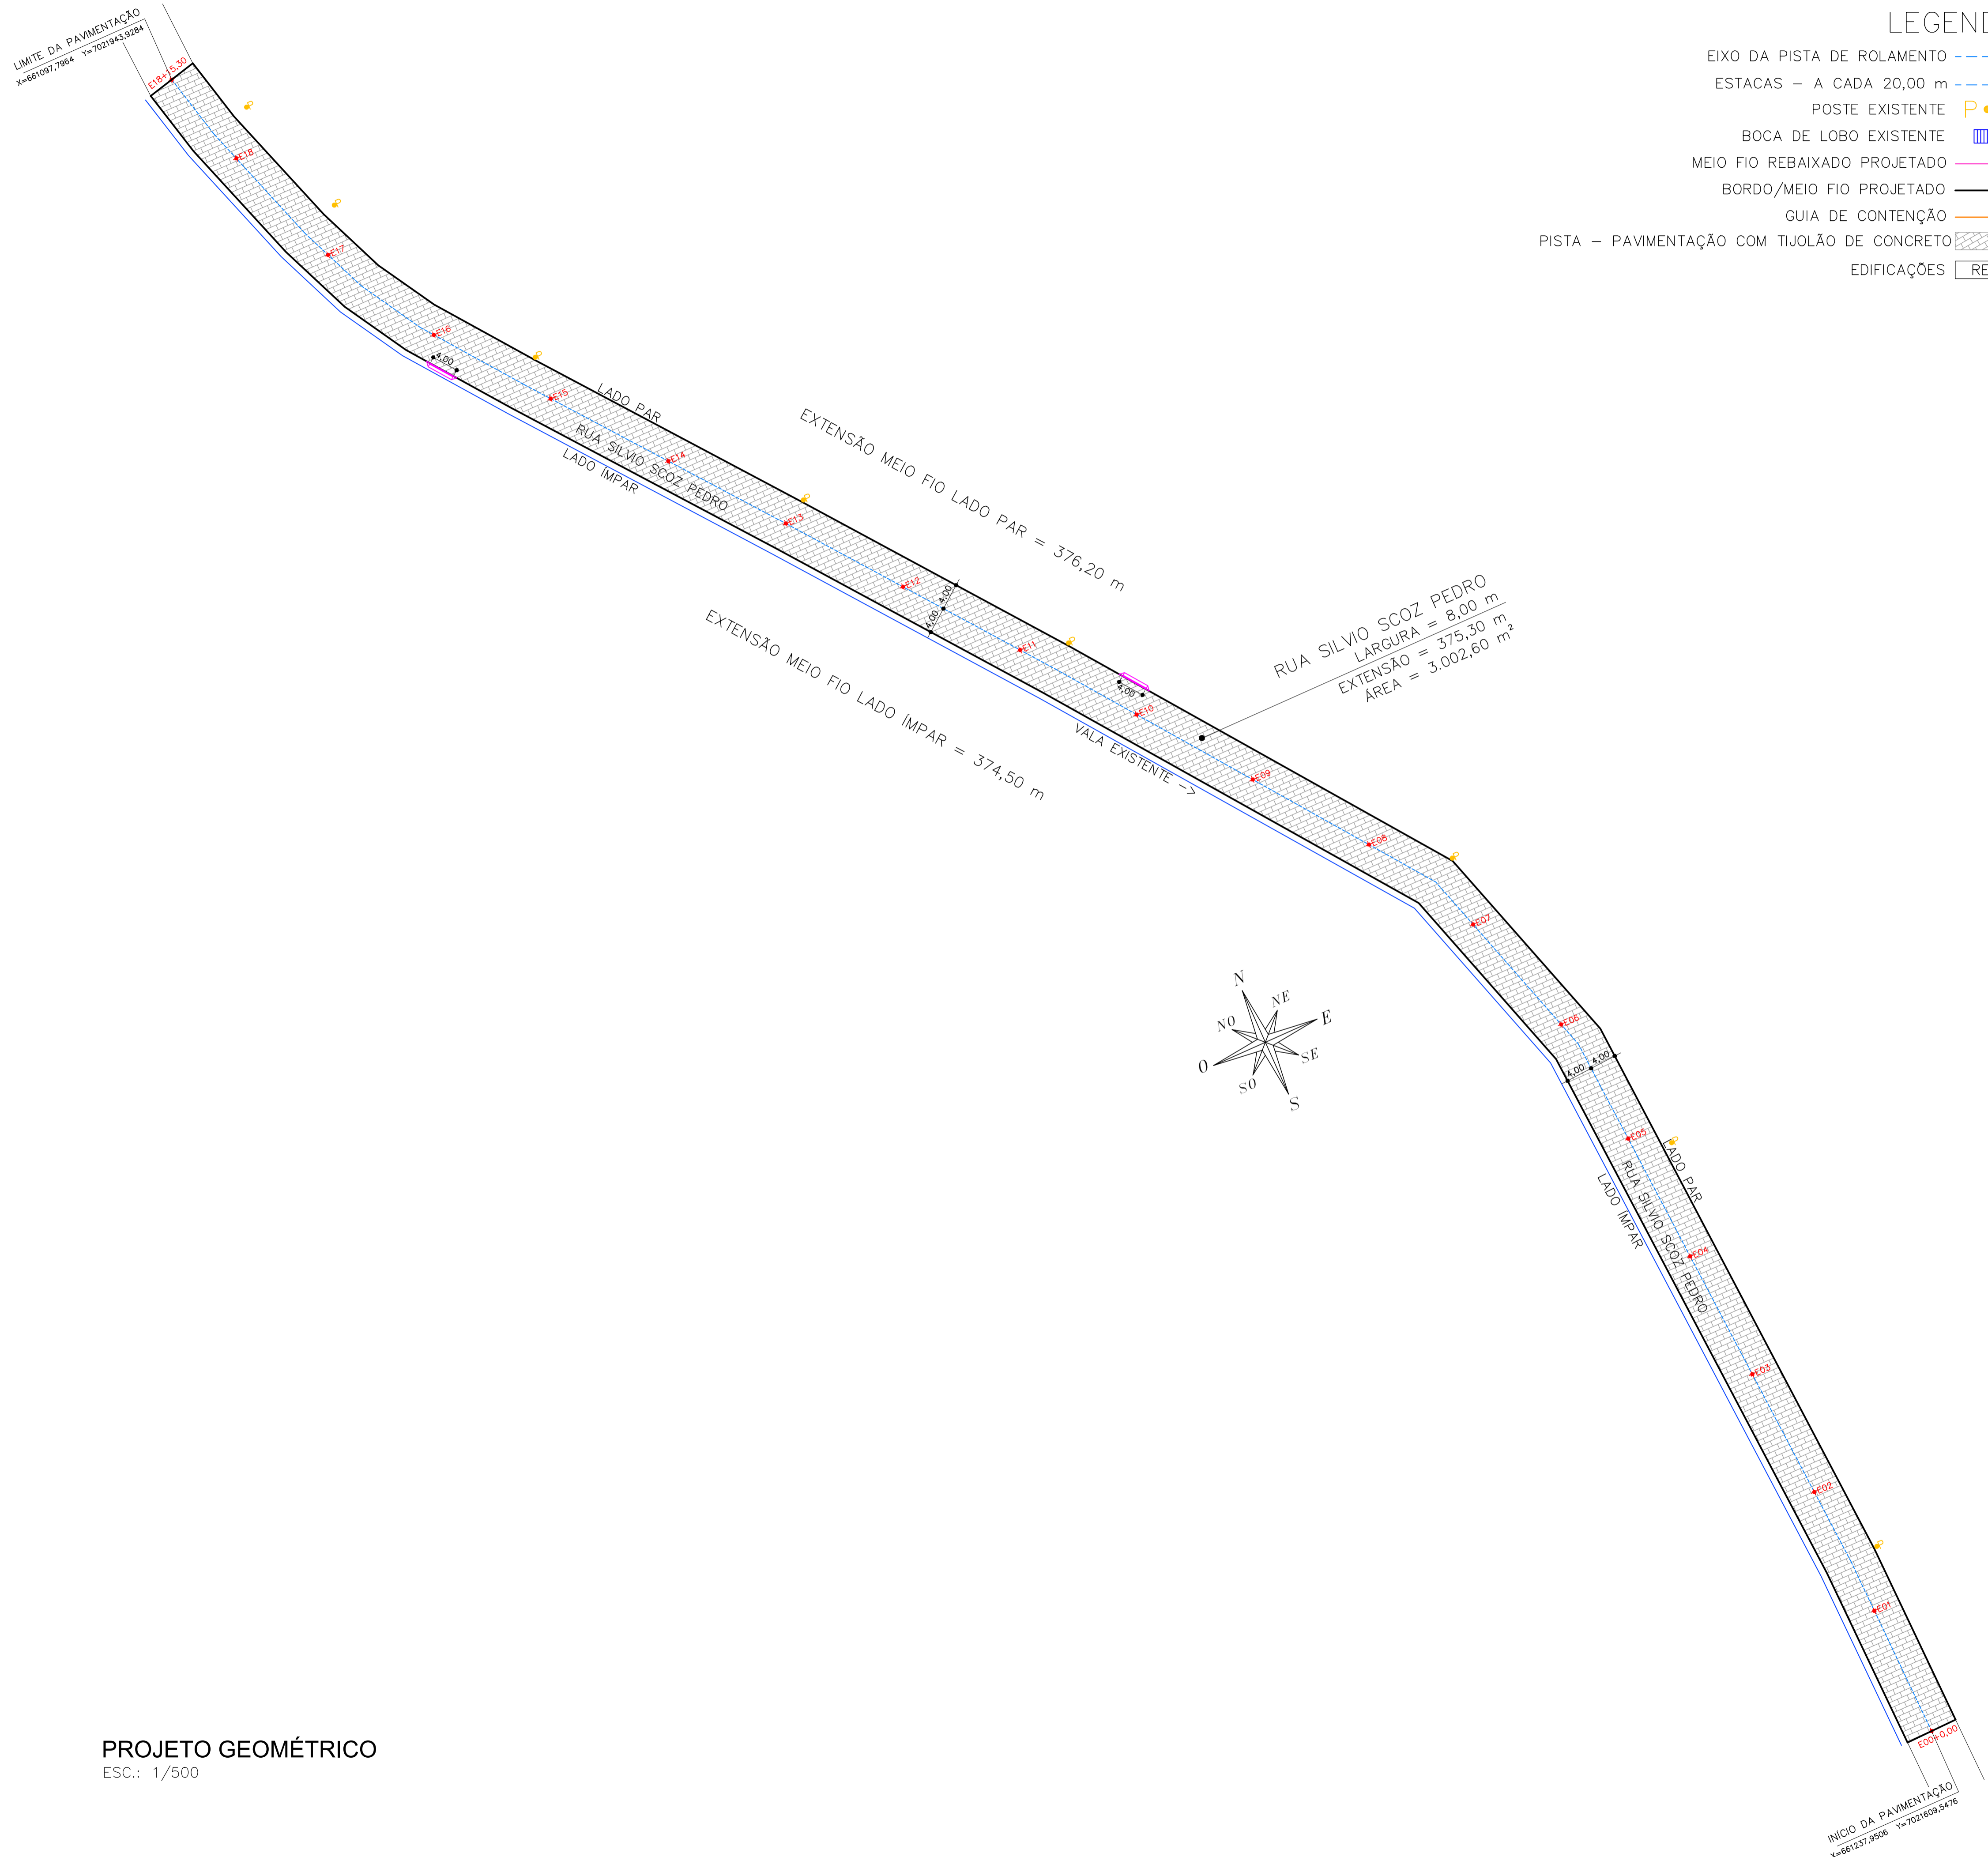 LIMITE DA PAVIMENTAÇÃO
X=661097,7964 Y=7021943,9284
E18+15,30
LEGEND
EIXO DA PISTA DE ROLAMENTO
ESTACAS - A CADA 20,00 m
POSTE EXISTENTE P
BOCA DE LOBO EXISTENTE
MEIO FIO REBAIXADO PROJETADO
BORDO/MEIO FIO PROJETADO
GUIA DE CONTENÇÃO
PISTA - PAVIMENTAÇÃO COM TIJOLÃO DE CONCRETO
EDIFICAÇÕES RE
P
E18
P
E17
E16
4,00
P
E15
LADO PAR
RUA SILVIO SCOZ PEDRO
LADO ÍMPAR
E14
EXTENSÃO MEIO FIO LADO PAR = 376,20 m
P
E13
E12
4,00
4,00
EXTENSÃO MEIO FIO LADO ÍMPAR = 374,50 m
E11
P
4,00
E10
RUA SILVIO SCOZ PEDRO
LARGURA = 8,00 m
EXTENSÃO = 375,30 m
ÁREA = 3.002,60 m²
VALA EXISTENTE ->
E09
E08
P
E07
N
NE
E
SE
S
SO
O
NO
E06
4,00
4,00
E05
P
LADO PAR
RUA SILVIO SCOZ PEDRO
LADO ÍMPAR
E04
E03
E02
P
E01
E00+0,00
INÍCIO DA PAVIMENTAÇÃO
X=661237,9506 Y=7021609,5476
PROJETO GEOMÉTRICO
ESC.: 1/500